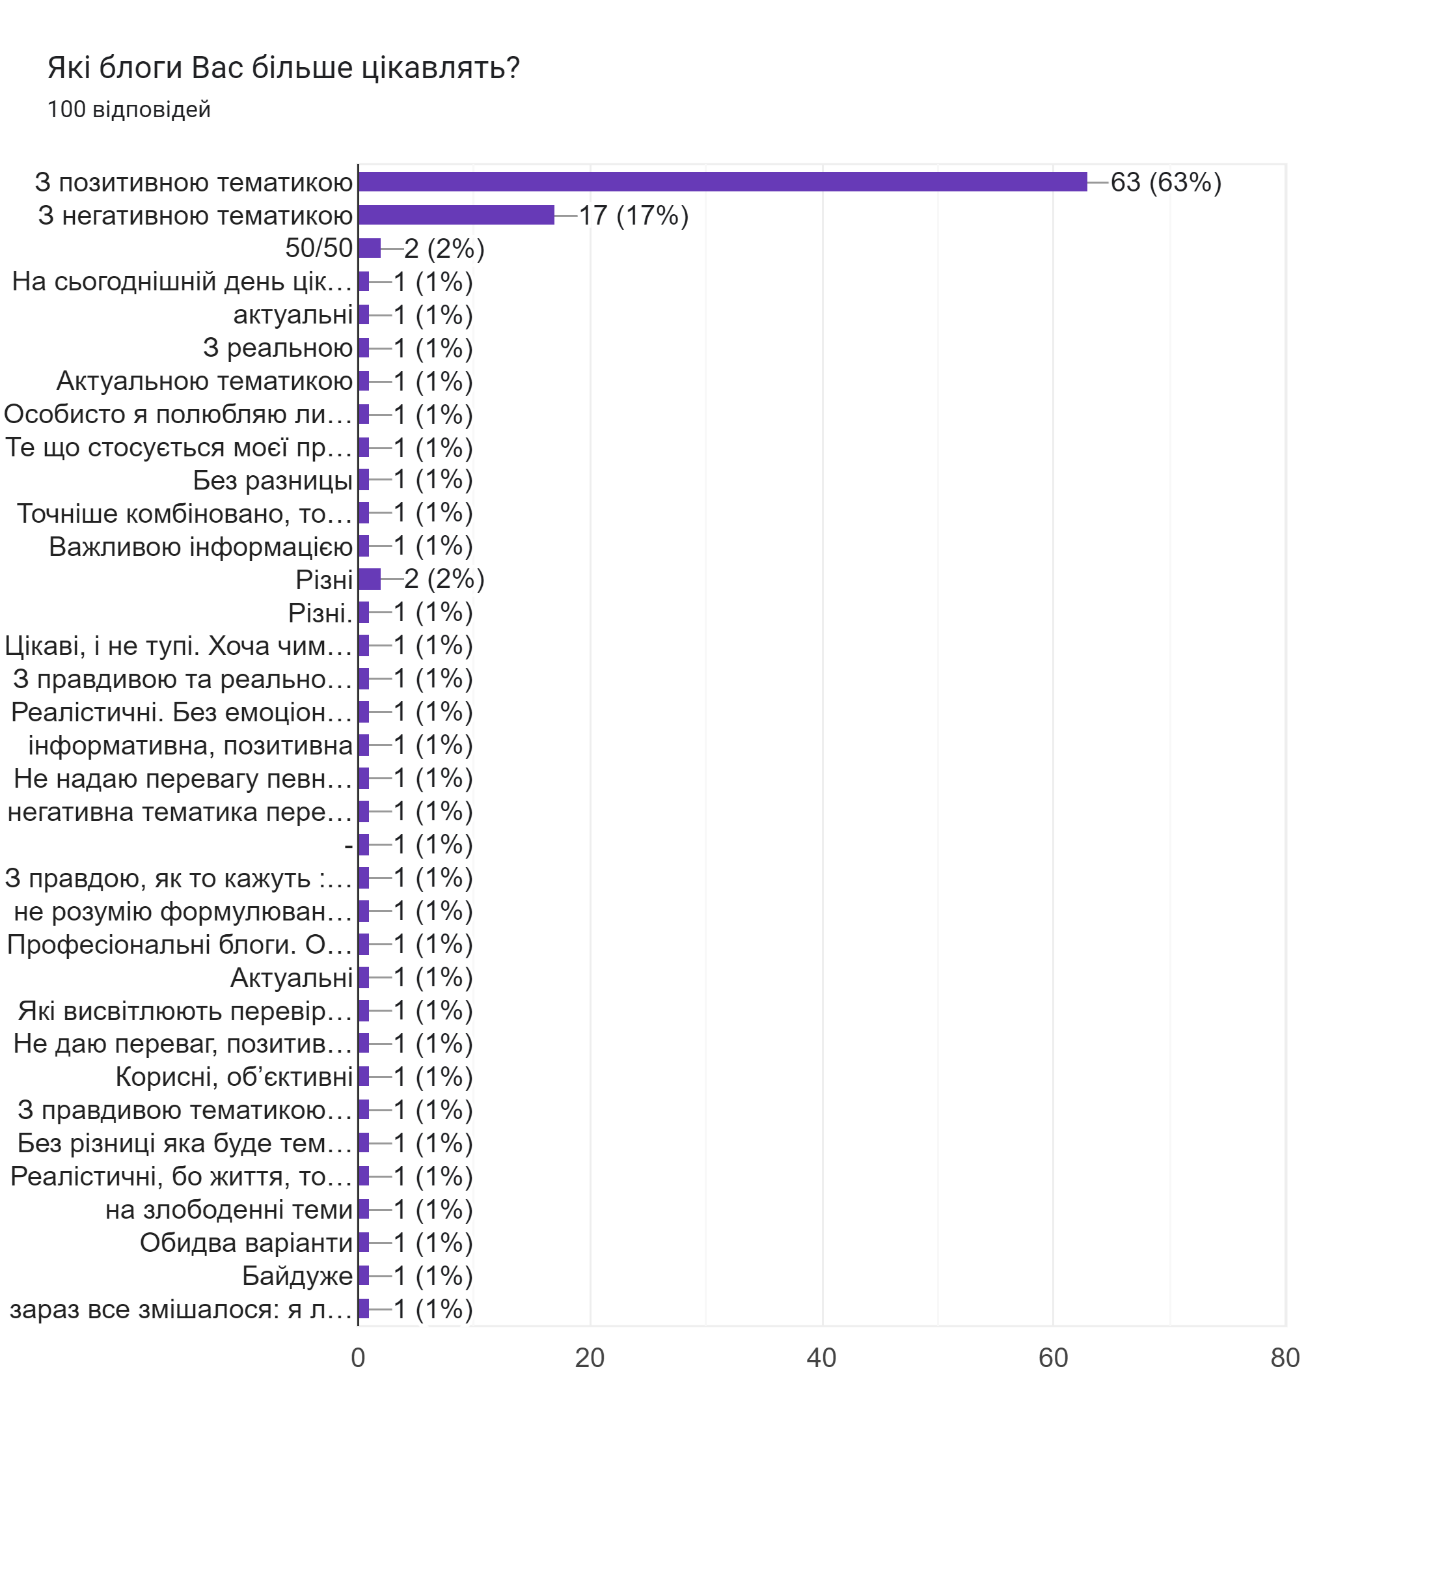 Які блоги Вас більше цікавлять?
100 відповідей
З позитивною тематикою 63 (63%)
З негативною тематикою 17 (17%)
50/50 2 (2%)
На сьогоднішній день цік… 1 (1%)
актуальні 1 (1%)
З реальною 1 (1%)
Актуальною тематикою 1 (1%)
Особисто я полюбляю ли… 1 (1%)
Те що стосується моєї пр… 1 (1%)
Без разницы 1 (1%)
Точніше комбіновано, то… 1 (1%)
Важливою інформацією 1 (1%)
Різні 2 (2%)
Різні. 1 (1%)
Цікаві, і не тупі. Хоча чим… 1 (1%)
З правдивою та реально… 1 (1%)
Реалістичні. Без емоціон… 1 (1%)
інформативна, позитивна 1 (1%)
Не надаю перевагу певн… 1 (1%)
негативна тематика пере… 1 (1%)
- 1 (1%)
З правдою, як то кажуть :… 1 (1%)
не розумію формулюван… 1 (1%)
Професіональні блоги. О… 1 (1%)
Актуальні 1 (1%)
Які висвітлюють перевір… 1 (1%)
Не даю переваг, позитив… 1 (1%)
Корисні, об’єктивні 1 (1%)
З правдивою тематикою… 1 (1%)
Без різниці яка буде тем… 1 (1%)
Реалістичні, бо життя, то… 1 (1%)
на злободенні теми 1 (1%)
Обидва варіанти 1 (1%)
Байдуже 1 (1%)
зараз все змішалося: я л… 1 (1%)
0 20 40 60 80